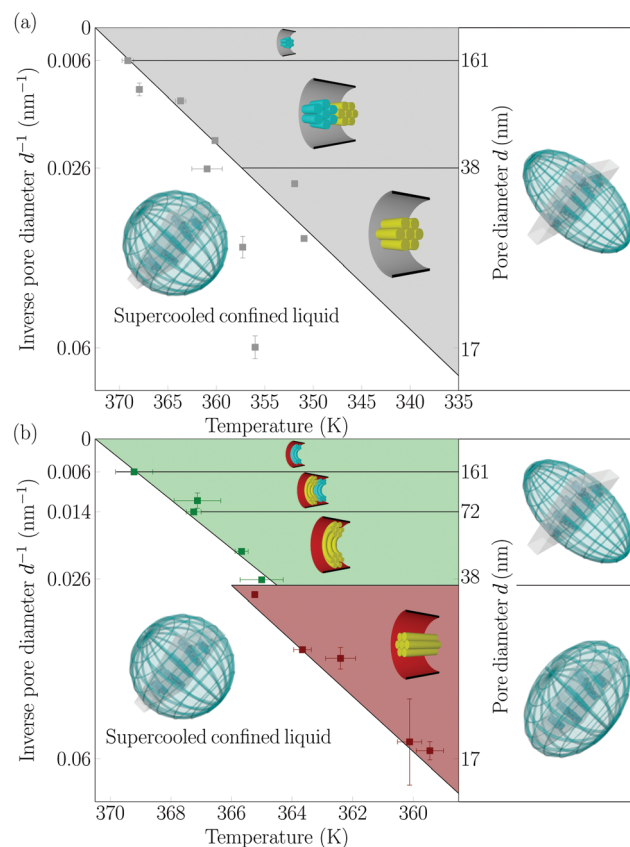 (a)
Inverse pore diameter d⁻¹ (nm⁻¹)
0
0.006
0.026
0.06
161
38
17
Pore diameter d (nm)
Supercooled confined liquid
370 365 360 355 350 345 340 335
Temperature (K)
(b)
Inverse pore diameter d⁻¹ (nm⁻¹)
0
0.006
0.014
0.026
0.06
161
72
38
17
Pore diameter d (nm)
Supercooled confined liquid
370 368 366 364 362 360
Temperature (K)